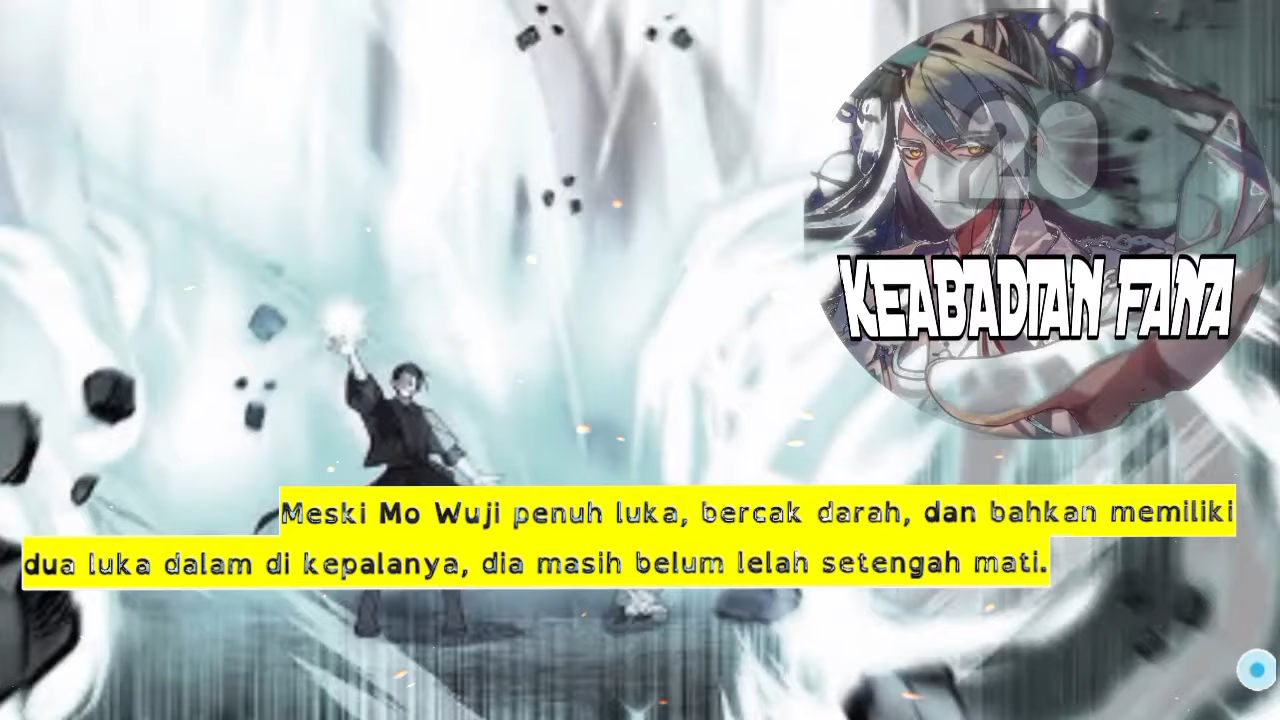 20
KEABADIAN FANA
Meski Mo Wuji penuh luka, bercak darah, dan bahkan memiliki
dua luka dalam di kepalanya, dia masih belum lelah setengah mati.